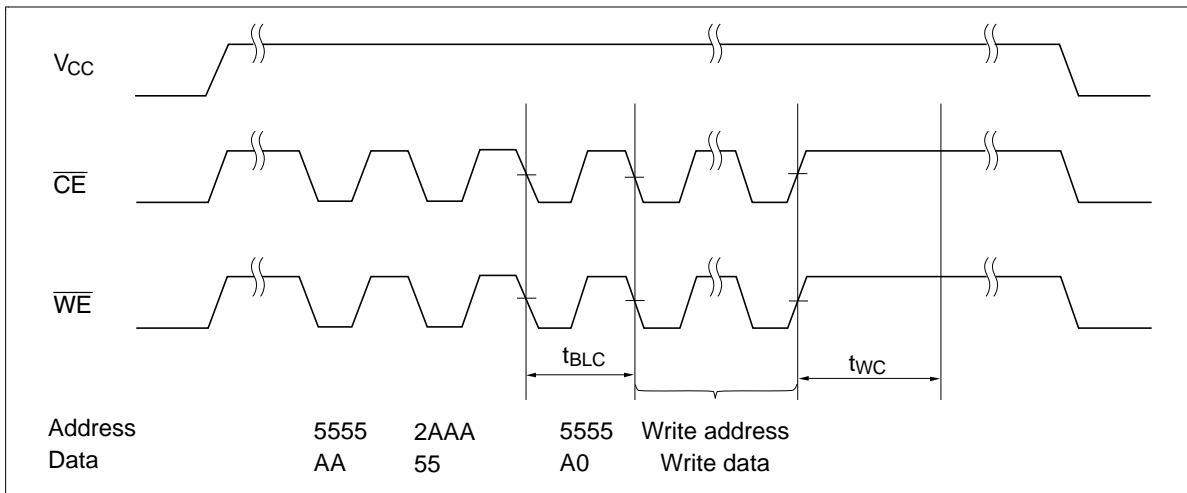 VCC
CE
WE
tBLC
tWC
Address 5555 2AAA 5555 Write address
Data AA 55 A0 Write data